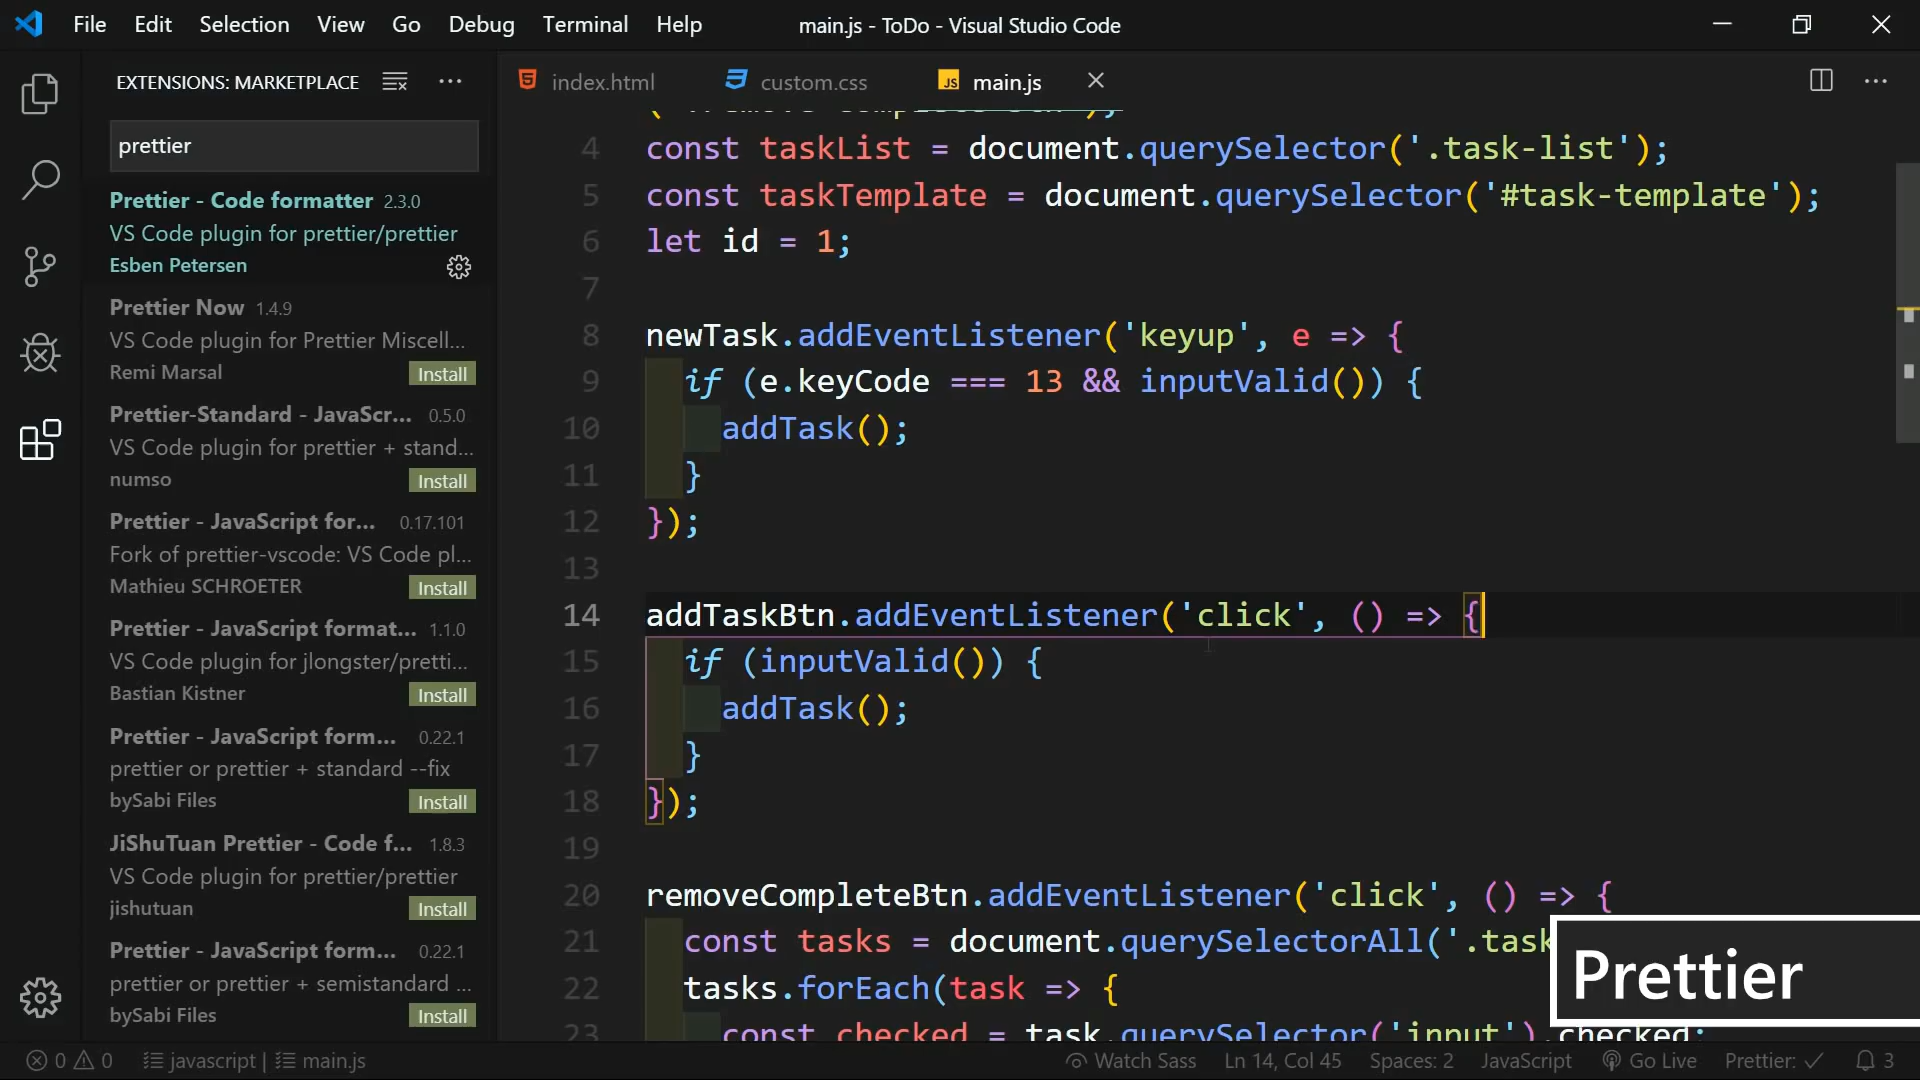 File Edit Selection View Go Debug Terminal Help
main.js - ToDo - Visual Studio Code
EXTENSIONS: MARKETPLACE
prettier
Prettier - Code formatter 2.3.0
VS Code plugin for prettier/prettier
Esben Petersen
Prettier Now 1.4.9
VS Code plugin for Prettier Miscell...
Remi Marsal Install
Prettier-Standard - JavaScr... 0.5.0
VS Code plugin for prettier + stand...
numso Install
Prettier - JavaScript for... 0.17.101
Fork of prettier-vscode: VS Code pl...
Mathieu SCHROETER Install
Prettier - JavaScript format... 1.1.0
VS Code plugin for jlongster/pretti...
Bastian Kistner Install
Prettier - JavaScript form... 0.22.1
prettier or prettier + standard --fix
bySabi Files Install
JiShuTuan Prettier - Code f... 1.8.3
VS Code plugin for prettier/prettier
jishutuan Install
Prettier - JavaScript form... 0.22.1
prettier or prettier + semistandard ...
bySabi Files Install
index.html custom.css JS main.js
4 const taskList = document.querySelector('.task-list');
5 const taskTemplate = document.querySelector('#task-template');
6 let id = 1;
7
8 newTask.addEventListener('keyup', e => {
9 if (e.keyCode === 13 && inputValid()) {
10 addTask();
11 }
12 });
13
14 addTaskBtn.addEventListener('click', () => {
15 if (inputValid()) {
16 addTask();
17 }
18 });
19
20 removeCompleteBtn.addEventListener('click', () => {
21 const tasks = document.querySelectorAll('.task
22 tasks.forEach(task => {
23 const checked = task.querySelector('input').checked;
Prettier
0 0 javascript | main.js
Watch Sass Ln 14, Col 45 Spaces: 2 JavaScript Go Live Prettier: ✓ 3